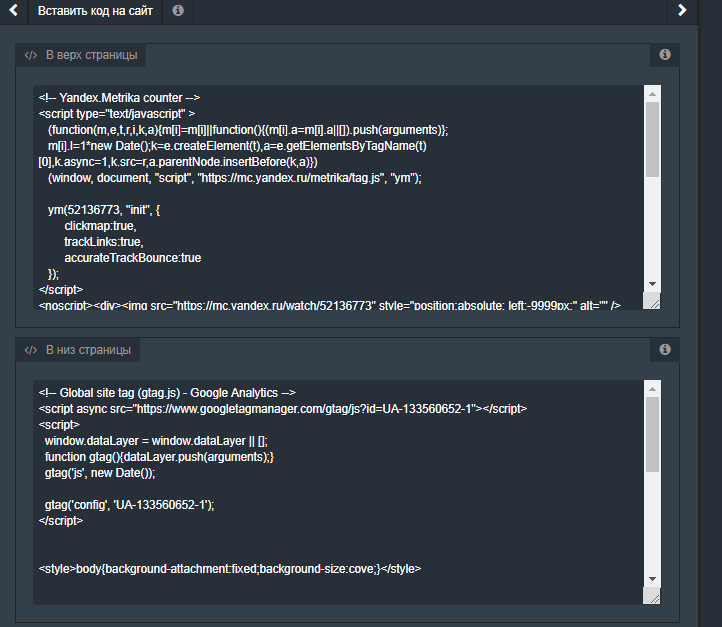 Вставить код на сайт
</> В верх страницы
<!-- Yandex.Metrika counter -->
<script type="text/javascript" >
(function(m,e,t,r,i,k,a){m[i]=m[i]||function(){(m[i].a=m[i].a||[]).push(arguments)};
m[i].l=1*new Date();k=e.createElement(t),a=e.getElementsByTagName(t)
[0],k.async=1,k.src=r,a.parentNode.insertBefore(k,a)})
(window, document, "script", "https://mc.yandex.ru/metrika/tag.js", "ym");
ym(52136773, "init", {
clickmap:true,
trackLinks:true,
accurateTrackBounce:true
});
</script>
<noscript><div><img src="https://mc.yandex.ru/watch/52136773" style="position:absolute; left:-9999px;" alt="" />
</> В низ страницы
<!-- Global site tag (gtag.js) - Google Analytics -->
<script async src="https://www.googletagmanager.com/gtag/js?id=UA-133560652-1"></script>
<script>
window.dataLayer = window.dataLayer || [];
function gtag(){dataLayer.push(arguments);}
gtag('js', new Date());
gtag('config', 'UA-133560652-1');
</script>
<style>body{background-attachment:fixed;background-size:cove;}</style>